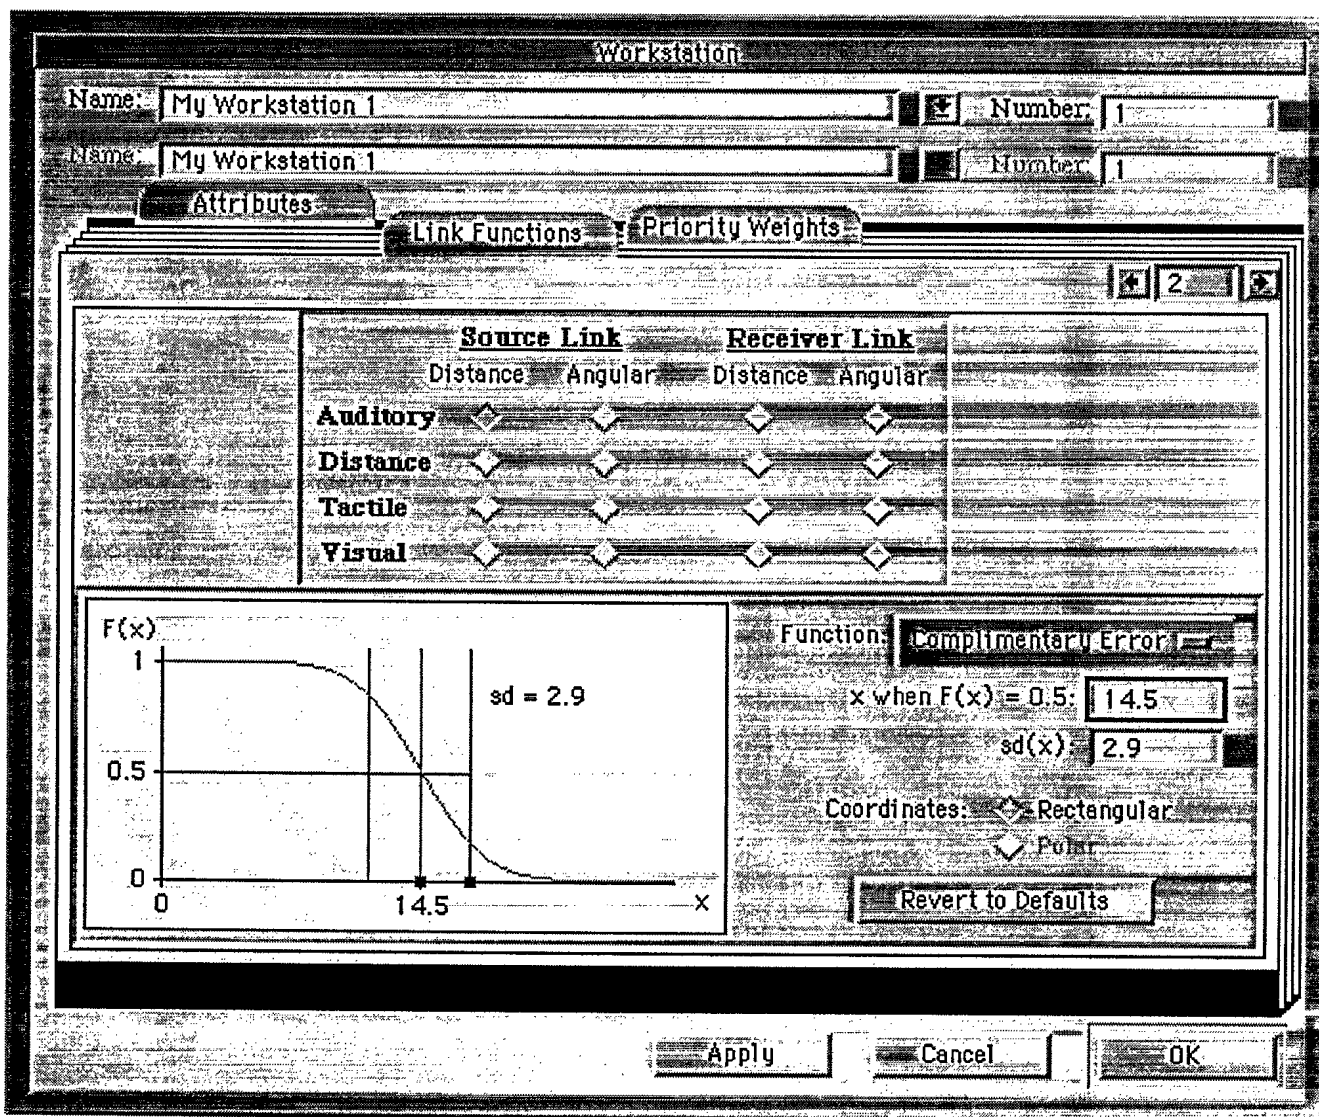 Workstation
Name: My Workstation 1 Number: 1
Name: My Workstation 1 Number: 1
Attributes
Link Functions Priority Weights
2
Source Link Receiver Link
Distance Angular Distance Angular
Auditory
Distance
Tactile
Visual
F(x)
1
sd = 2.9
0.5
0
0 14.5 X
Function: Complimentary Error
x when F(x) = 0.5: 14.5
sd(x): 2.9
Coordinates: Rectangular
Polar
Revert to Defaults
Apply Cancel OK